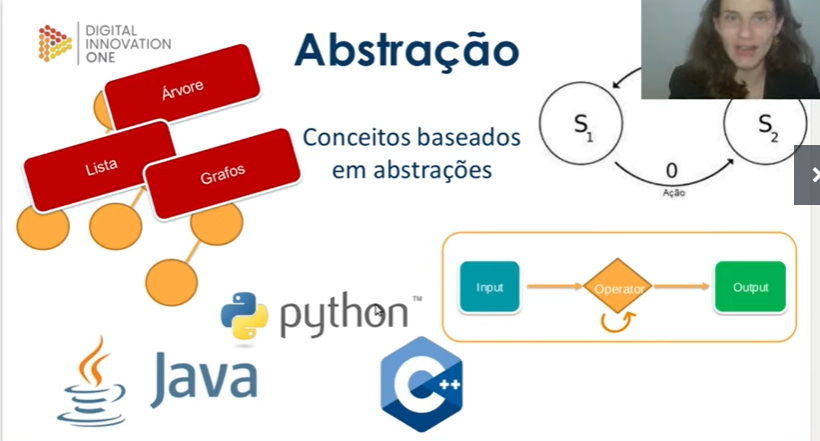 DIGITAL
INNOVATION
ONE
Abstração
Árvore
Lista
Grafos
Conceitos baseados
em abstrações
S1
S2
0
Ação
Input
Operator
Output
python™
Java
C++